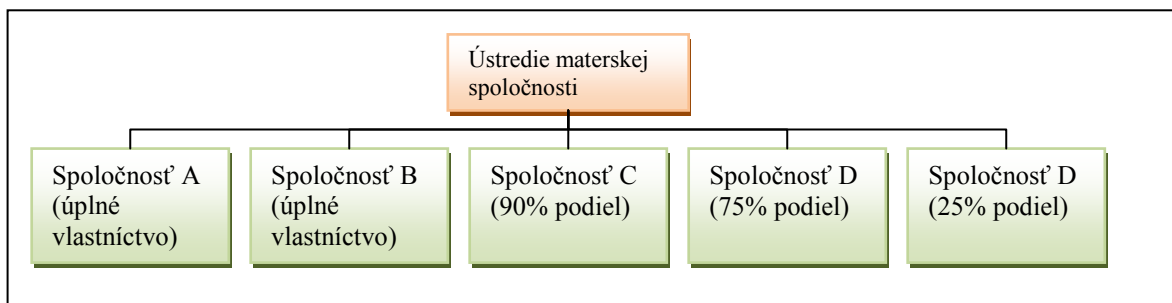 Ústredie materskej
spoločnosti
Spoločnosť A
(úplné
vlastníctvo)
Spoločnosť B
(úplné
vlastníctvo)
Spoločnosť C
(90% podiel)
Spoločnosť D
(75% podiel)
Spoločnosť D
(25% podiel)